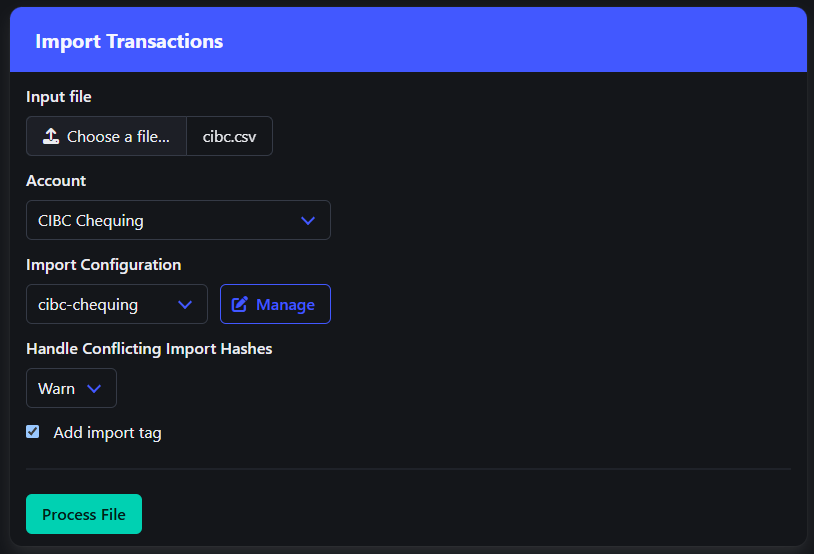 Import Transactions
Input file
Choose a file... cibc.csv
Account
CIBC Chequing
Import Configuration
cibc-chequing Manage
Handle Conflicting Import Hashes
Warn
Add import tag
Process File